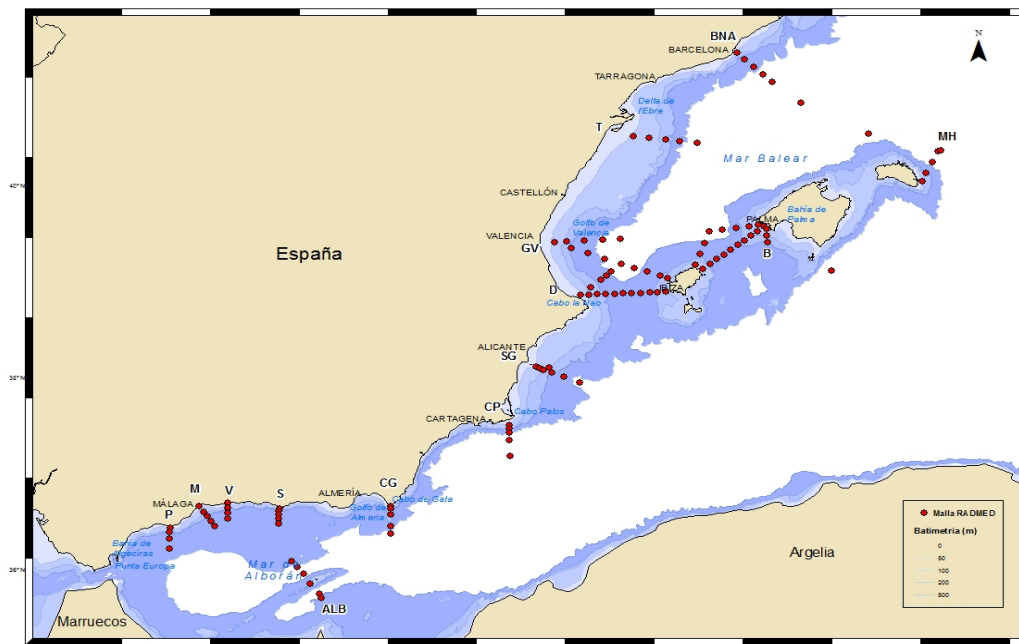 N
BNA
BARCELONA
TARRAGONA
Delta de
l'Ebre
T
MH
Mar Balear
40°N
CASTELLÓN
PALMA
Bahía de
Palma
Golfo de
Valencia
VALENCIA
España
GV
B
D
IBIZA
Cabo la Nao
ALICANTE
SG
38°N
CP
Cabo Palos
CARTAGENA
CG
M
V
S
ALMERÍA
Cabo de Gata
MÁLAGA
Golfo de
Almería
P
Malla RADMED
Batimetria (m)
0
50
100
200
500
Bahía de
Algeciras
Punta Europa
Mar de
Alborán
Argelia
36°N
ALB
Marruecos